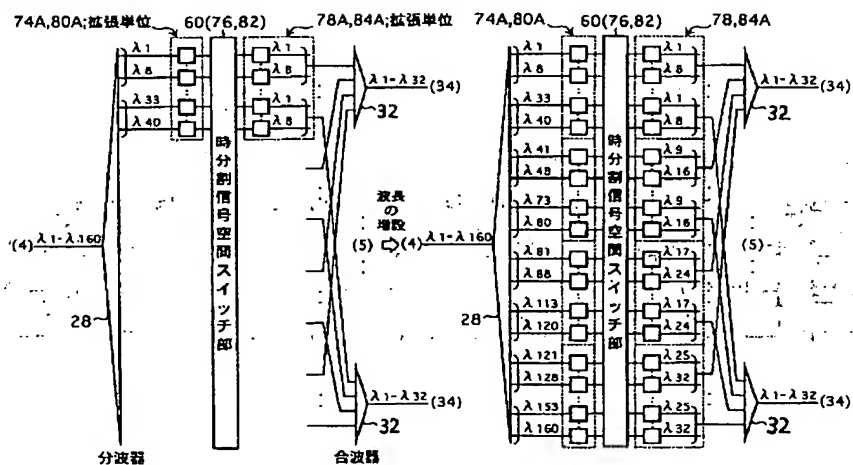 74A,80A;拡張単位
60(76,82)
78A,84A;拡張単位
λ1
λ8
λ33
λ40
λ1
λ8
λ1
λ8
λ1-λ32
(34)
32
時分割信号空間スイッチ部
(4)
λ1-λ160
28
(5)
λ1-λ32
(34)
32
分波器
合波器
波長の増設
74A,80A
60(76,82)
78,84A
λ1
λ8
λ33
λ40
λ41
λ48
λ73
λ80
λ81
λ88
λ113
λ120
λ121
λ128
λ153
λ160
(4)
λ1-λ160
28
時分割信号空間スイッチ部
λ1
λ8
λ1
λ8
λ9
λ16
λ9
λ16
λ17
λ24
λ17
λ24
λ25
λ32
λ25
λ32
λ1-λ32
(34)
32
(5)
λ1-λ32
(34)
32